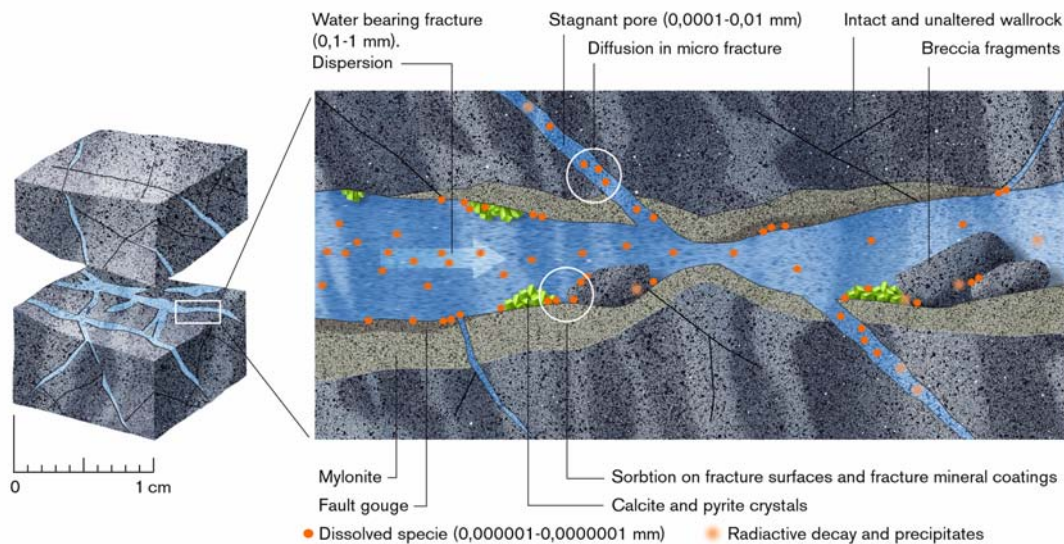 Water bearing fracture
(0,1-1 mm).
Dispersion
Stagnant pore (0,0001-0,01 mm)
Diffusion in micro fracture
Intact and unaltered wallrock
Breccia fragments
0
1 cm
Mylonite
Fault gouge
Sorbtion on fracture surfaces and fracture mineral coatings
Calcite and pyrite crystals
Dissolved specie (0,000001-0,0000001 mm)
Radiactive decay and precipitates